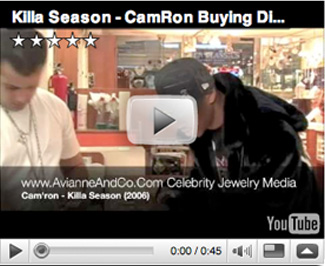 Killa Season - CamRon Buying Di...
www.AvianneAndCo.Com Celebrity Jewelry Media
Cam'ron - Killa Season (2006)
YouTube
0:00 / 0:45